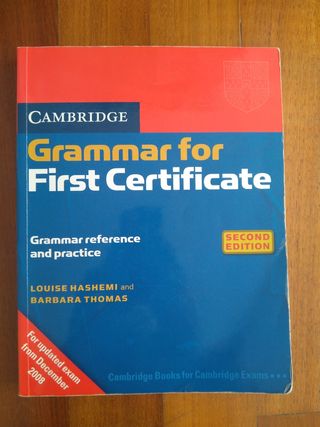 CAMBRIDGE
Grammar for
First Certificate
Grammar reference
and practice
SECOND
EDITION
LOUISE HASHEMI and
BARBARA THOMAS
For updated exam
from December
2008
Cambridge Books for Cambridge Exams